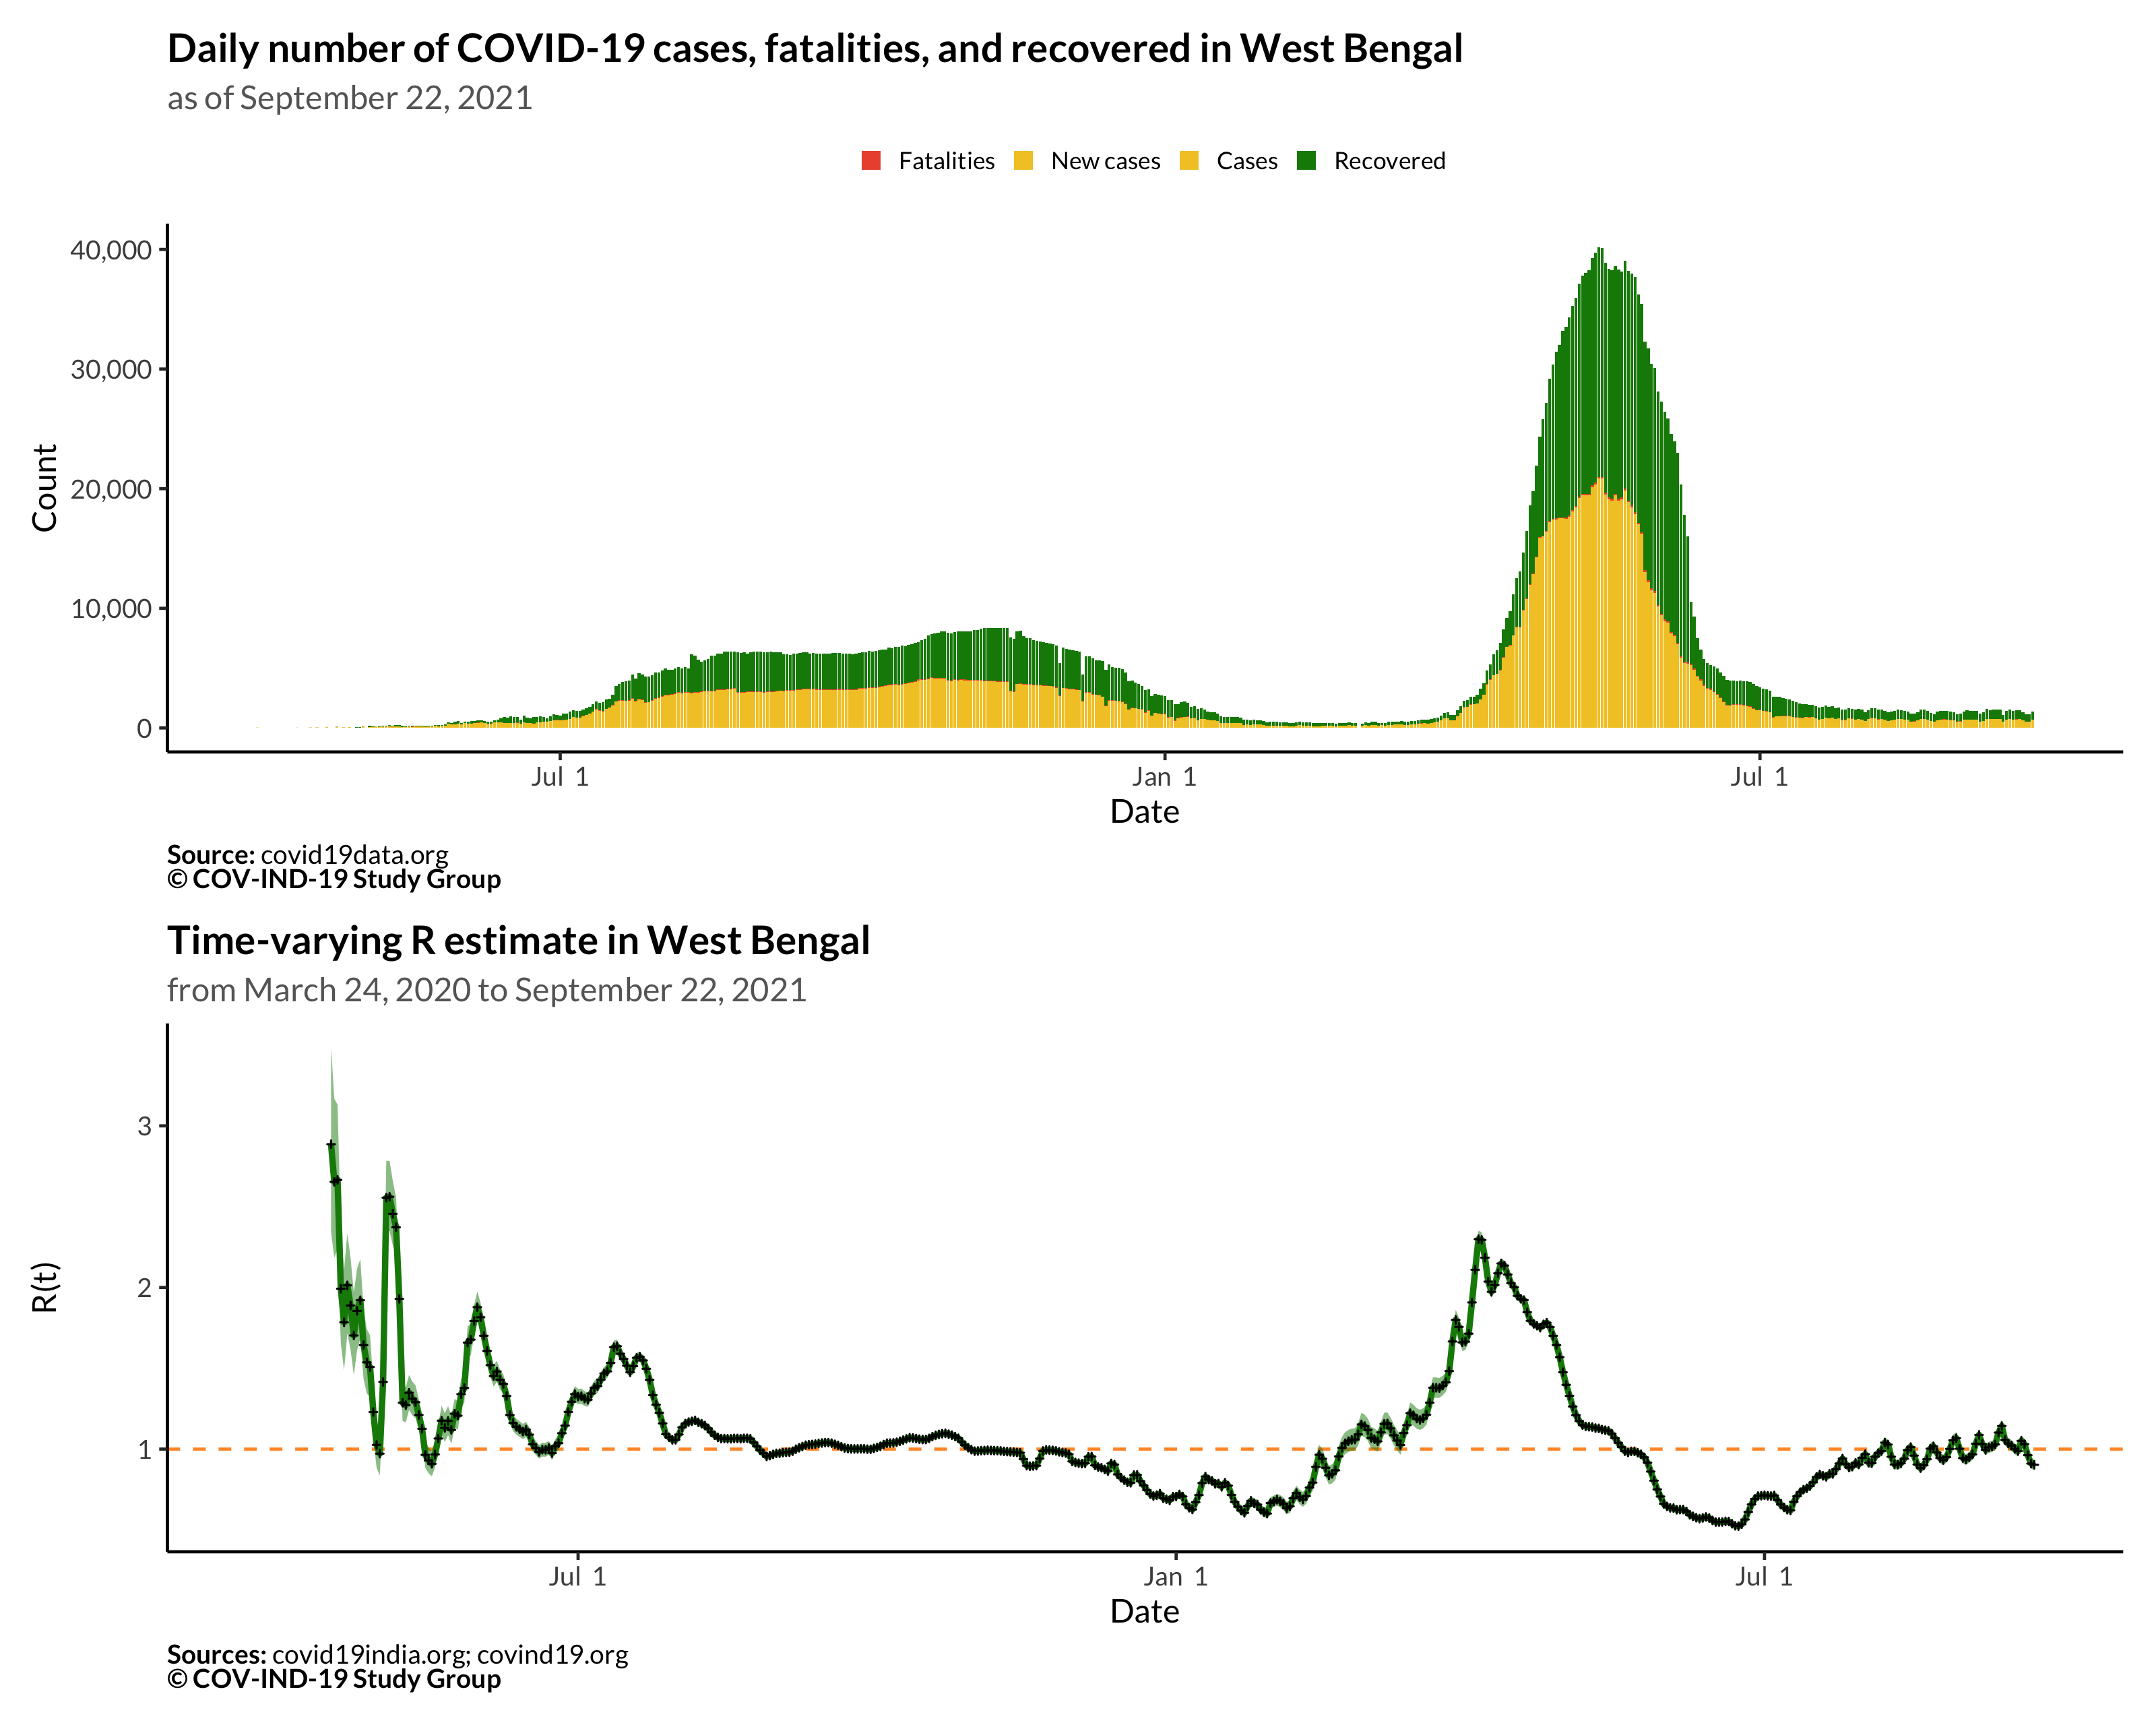 Daily number of COVID-19 cases, fatalities, and recovered in West Bengal
as of September 22, 2021
Fatalities New cases Cases Recovered
40,000
30,000
20,000
10,000
0
Count
Jul 1 Jan 1 Jul 1
Date
Source: covid19data.org
© COV-IND-19 Study Group
Time-varying R estimate in West Bengal
from March 24, 2020 to September 22, 2021
3
2
1
R(t)
Jul 1 Jan 1 Jul 1
Date
Sources: covid19india.org; covind19.org
© COV-IND-19 Study Group